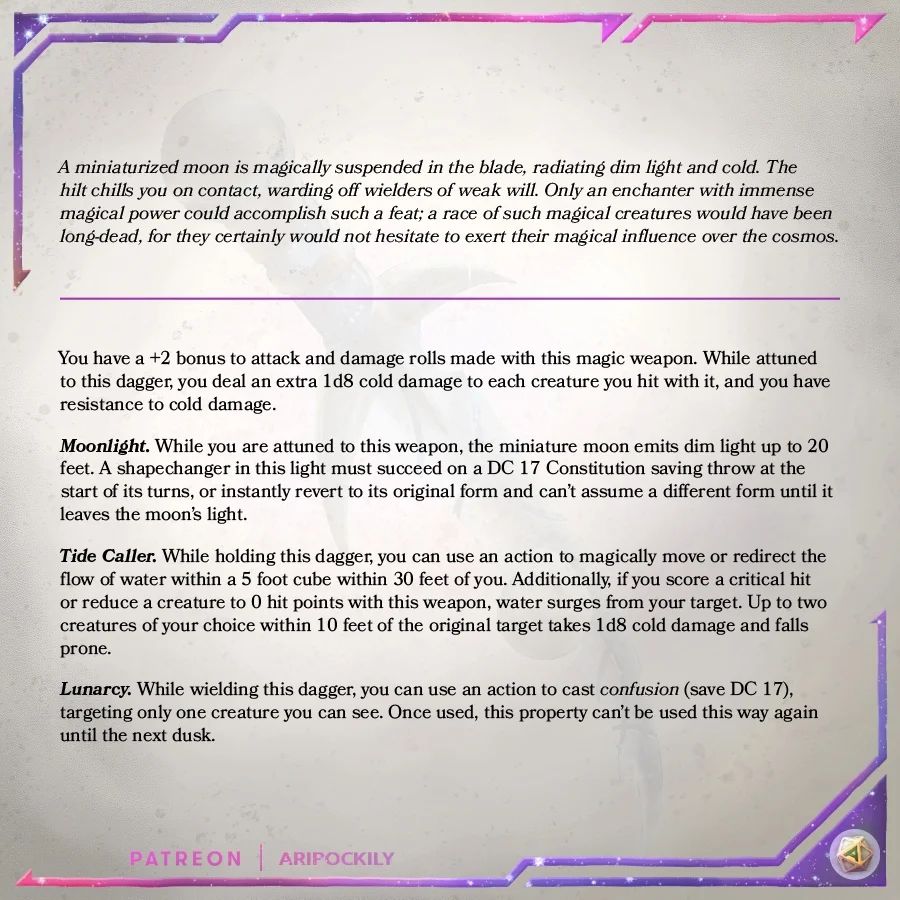 A miniaturized moon is magically suspended in the blade, radiating dim light and cold. The
hilt chills you on contact, warding off wielders of weak will. Only an enchanter with immense
magical power could accomplish such a feat; a race of such magical creatures would have been
long-dead, for they certainly would not hesitate to exert their magical influence over the cosmos.
You have a +2 bonus to attack and damage rolls made with this magic weapon. While attuned
to this dagger, you deal an extra 1d8 cold damage to each creature you hit with it, and you have
resistance to cold damage.
Moonlight. While you are attuned to this weapon, the miniature moon emits dim light up to 20
feet. A shapechanger in this light must succeed on a DC 17 Constitution saving throw at the
start of its turns, or instantly revert to its original form and can't assume a different form until it
leaves the moon's light.
Tide Caller. While holding this dagger, you can use an action to magically move or redirect the
flow of water within a 5 foot cube within 30 feet of you. Additionally, if you score a critical hit
or reduce a creature to 0 hit points with this weapon, water surges from your target. Up to two
creatures of your choice within 10 feet of the original target takes 1d8 cold damage and falls
prone.
Lunarcy. While wielding this dagger, you can use an action to cast confusion (save DC 17),
targeting only one creature you can see. Once used, this property can't be used this way again
until the next dusk.
PATREON | ARIPOCKILY